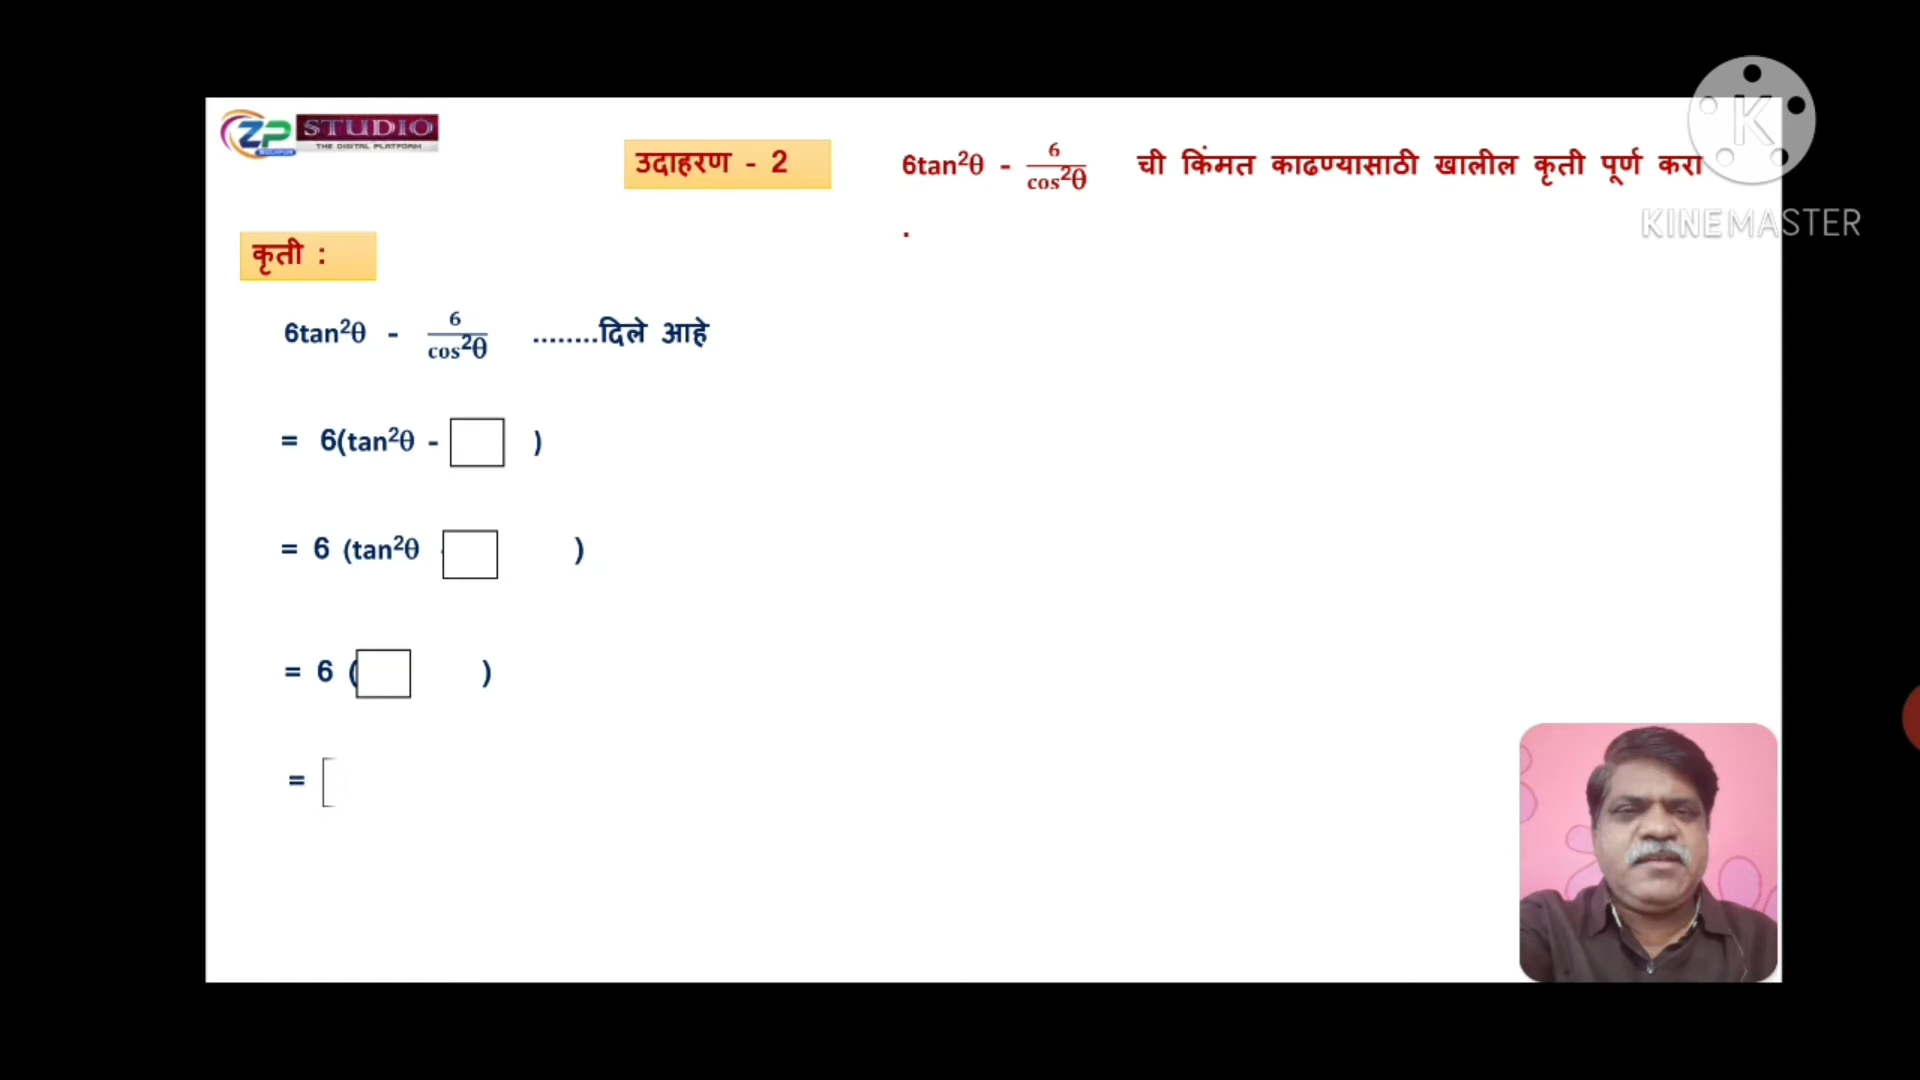 ZP STUDIO
THE DIGITAL PLATFORM
उदाहरण - 2
6tan²θ - 6/cos²θ ची किंमत काढण्यासाठी खालील कृती पूर्ण करा
.
KINEMASTER
कृती :
6tan²θ - 6/cos²θ ........दिले आहे
= 6(tan²θ - )
= 6 (tan²θ )
= 6 ( )
=